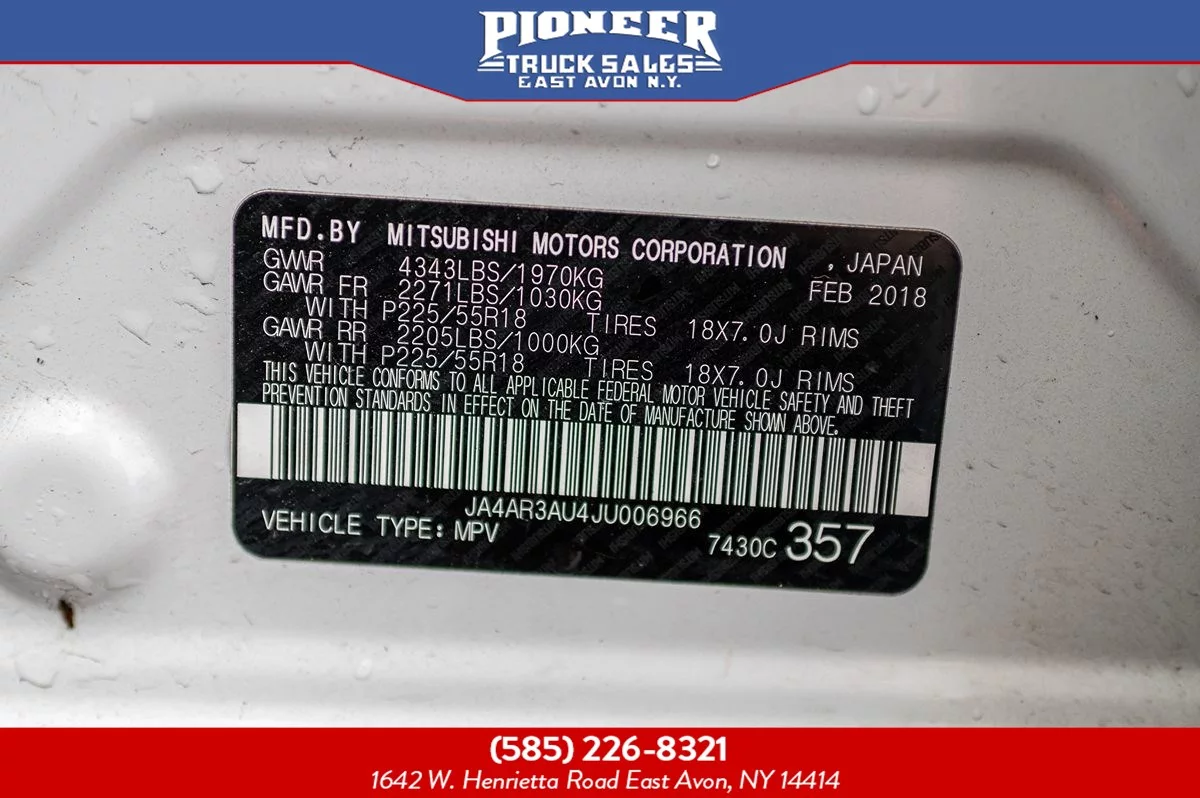 PIONEER
TRUCK SALES
EAST AVON N.Y.
MFD.BY MITSUBISHI MOTORS CORPORATION , JAPAN
GVWR 4343LBS/1970KG FEB 2018
GAWR FR 2271LBS/1030KG
WITH P225/55R18 TIRES 18X7.0J RIMS
GAWR RR 2205LBS/1000KG
WITH P225/55R18 TIRES 18X7.0J RIMS
THIS VEHICLE CONFORMS TO ALL APPLICABLE FEDERAL MOTOR VEHICLE SAFETY AND THEFT
PREVENTION STANDARDS IN EFFECT ON THE DATE OF MANUFACTURE SHOWN ABOVE.
JA4AR3AU4JU006966
VEHICLE TYPE: MPV 7430C 357
(585) 226-8321
1642 W. Henrietta Road East Avon, NY 14414